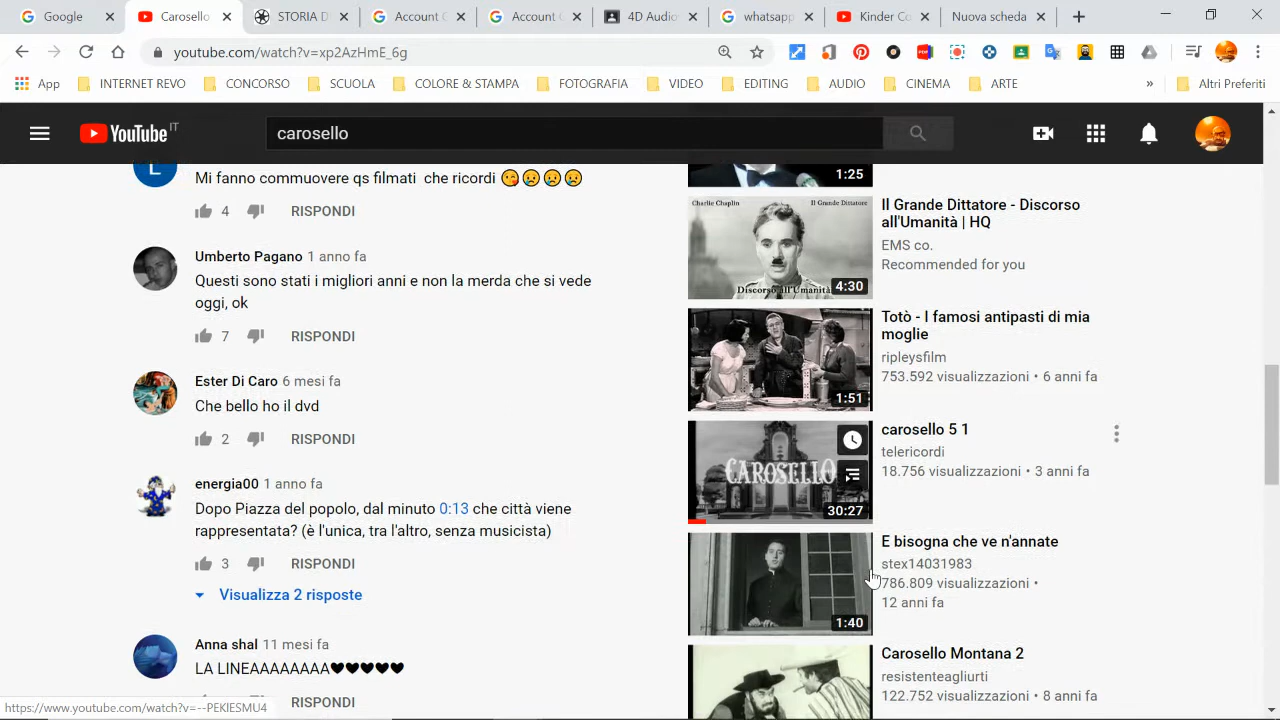 Google
Carosello
STORIA D
Account G
Account G
4D Audio
whatsapp
Kinder Co
Nuova scheda
youtube.com/watch?v=xp2AzHmE_6g
App
INTERNET REVO
CONCORSO
SCUOLA
COLORE & STAMPA
FOTOGRAFIA
VIDEO
EDITING
AUDIO
CINEMA
ARTE
»
Altri Preferiti
YouTube IT
carosello
L
Mi fanno commuovere qs filmati che ricordi 😋😥😥😥
4 RISPONDI
Umberto Pagano 1 anno fa
Questi sono stati i migliori anni e non la merda che si vede
oggi, ok
7 RISPONDI
Ester Di Caro 6 mesi fa
Che bello ho il dvd
2 RISPONDI
energia00 1 anno fa
Dopo Piazza del popolo, dal minuto 0:13 che città viene
rappresentata? (è l'unica, tra l'altro, senza musicista)
3 RISPONDI
Visualizza 2 risposte
Anna shal 11 mesi fa
LA LINEAAAAAAAA♥♥♥♥♥
RISPONDI
https://www.youtube.com/watch?v=--PEKIESMU4
1:25
Charlie Chaplin
Il Grande Dittatore
Discorso all'Umanità
4:30
Il Grande Dittatore - Discorso
all'Umanità | HQ
EMS co.
Recommended for you
1:51
Totò - I famosi antipasti di mia
moglie
ripleysfilm
753.592 visualizzazioni • 6 anni fa
CAROSELLO
30:27
carosello 5 1
telericordi
18.756 visualizzazioni • 3 anni fa
1:40
E bisogna che ve n'annate
stex14031983
786.809 visualizzazioni •
12 anni fa
Carosello Montana 2
resistenteagliurti
122.752 visualizzazioni • 8 anni fa